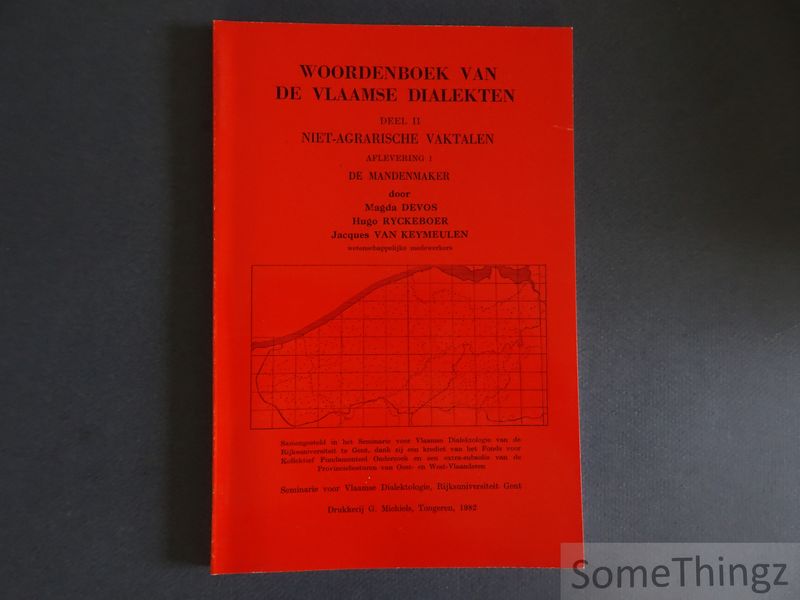 WOORDENBOEK VAN
DE VLAAMSE DIALEKTEN
DEEL II
NIET-AGRARISCHE VAKTALEN
AFLEVERING 1
DE MANDENMAKER
door
Magda DEVOS
Hugo RYCKEBOER
Jacques VAN KEYMEULEN
wetenschappelijke medewerkers
Samengesteld in het Seminarie voor Vlaamse Dialektologie van de
Rijksuniversiteit te Gent, dank zij een krediet van het Fonds voor
Kollektief Fundamenteel Onderzoek en een extra-subsidie van de
Provinciebesturen van Oost- en West-Vlaanderen
Seminarie voor Vlaamse Dialektologie, Rijksuniversiteit Gent
Drukkerij G. Michiels, Tongeren, 1982
SomeThingz